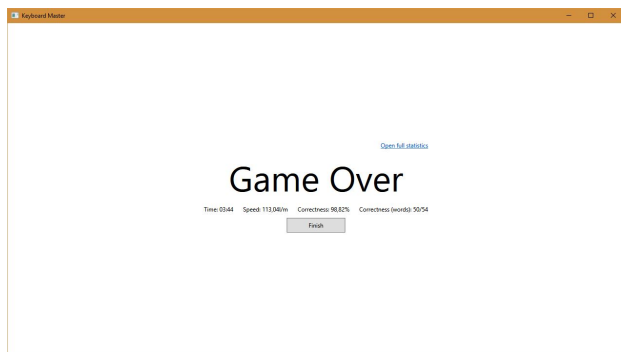 Keyboard Master
Open full statistics
Game Over
Time: 03:44 Speed: 113,04l/m Correctness: 98,82% Correctness (words): 50/54
Finish